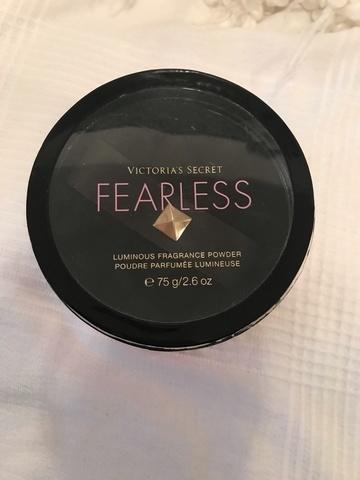 VICTORIA'S SECRET
FEARLESS
LUMINOUS FRAGRANCE POWDER
POUDRE PARFUMÉE LUMINEUSE
℮ 75 g/2.6 oz